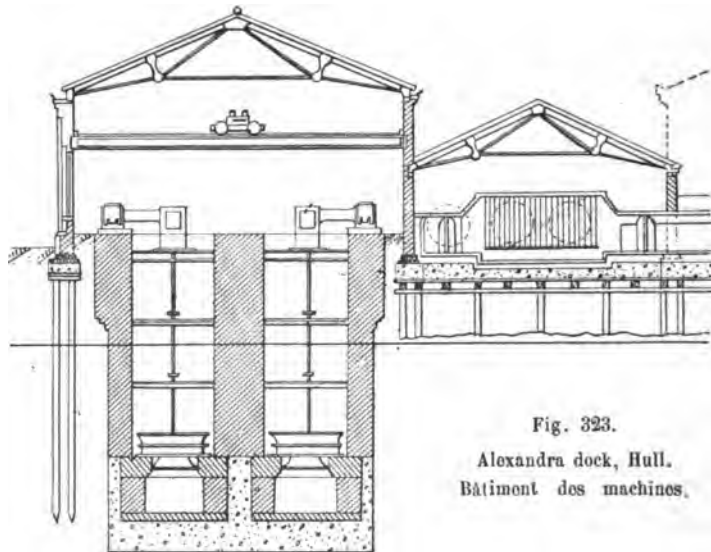 Fig. 323.
Alexandra dock, Hull.
Bâtiment des machines.